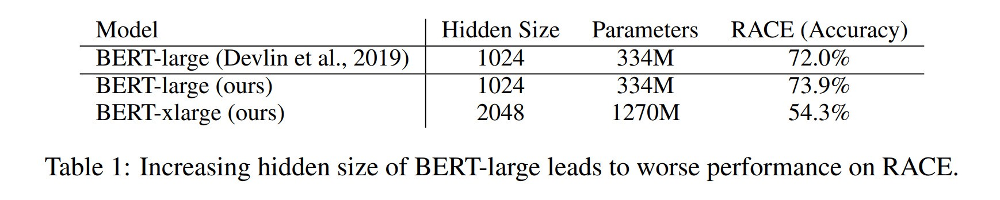 Model Hidden Size Parameters RACE (Accuracy)
BERT-large (Devlin et al., 2019) 1024 334M 72.0%
BERT-large (ours) 1024 334M 73.9%
BERT-xlarge (ours) 2048 1270M 54.3%
Table 1: Increasing hidden size of BERT-large leads to worse performance on RACE.